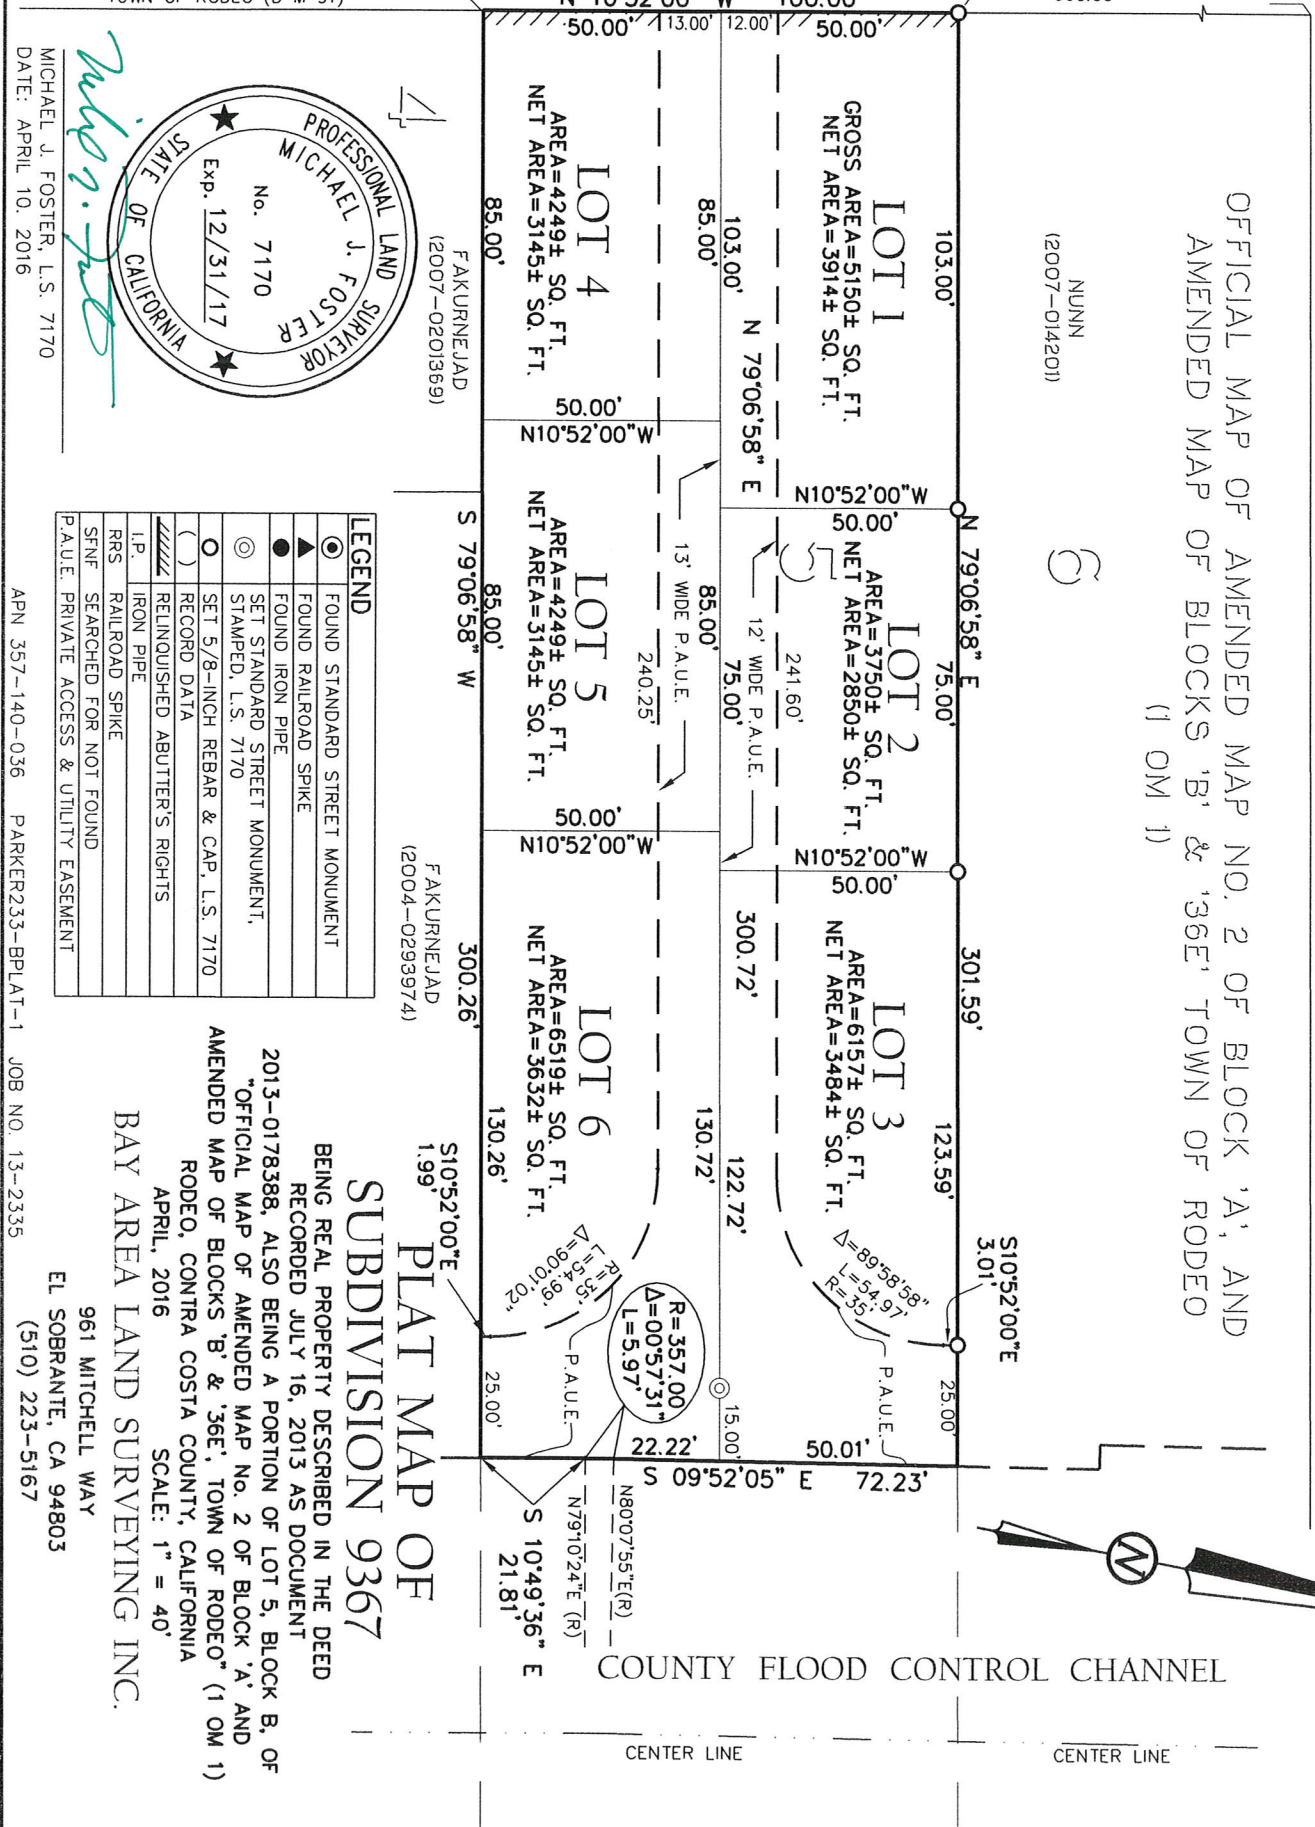 OFFICIAL MAP OF AMENDED MAP NO. 2 OF BLOCK 'A', AND
AMENDED MAP OF BLOCKS 'B' & '36E' TOWN OF RODEO
(1 OM 1)
NUNN
(2007-014201)
6
N 79°06'58" E
301.59'
103.00'
75.00'
123.59'
S10°52'00"E
3.01'
25.00'
LOT 1
GROSS AREA=5150± SQ. FT.
NET AREA=3914± SQ. FT.
N10°52'00"W
50.00'
LOT 2
AREA=3750± SQ. FT.
NET AREA=2850± SQ. FT.
5
N10°52'00"W
50.00'
LOT 3
AREA=6157± SQ. FT.
NET AREA=3484± SQ. FT.
Δ=89°58'58"
L=54.97'
R=35'
P.A.U.E.
50.00'
12.00'
13.00'
50.00'
100.00'
241.60'
12' WIDE P.A.U.E.
N 79°06'58" E
300.72'
103.00'
75.00'
122.72'
15.00'
85.00'
85.00'
130.72'
13' WIDE P.A.U.E.
240.25'
LOT 4
AREA=4249± SQ. FT.
NET AREA=3145± SQ. FT.
50.00'
N10°52'00"W
LOT 5
AREA=4249± SQ. FT.
NET AREA=3145± SQ. FT.
50.00'
N10°52'00"W
LOT 6
AREA=6519± SQ. FT.
NET AREA=3632± SQ. FT.
R=35'
L=54.99'
Δ=90°01'02"
P.A.U.E.
R=357.00
Δ=00°57'31"
L=5.97'
85.00'
85.00'
130.26'
25.00'
S 79°06'58" W
300.26'
S10°52'00"E
1.99'
50.01'
22.22'
S 09°52'05" E 72.23'
N80°07'55"E(R)
N79°10'24"E (R)
S 10°49'36" E
21.81'
N
COUNTY FLOOD CONTROL CHANNEL
CENTER LINE
CENTER LINE
4
FAKURNEJAD
(2007-0201369)
FAKURNEJAD
(2004-0293974)
PROFESSIONAL LAND SURVEYOR
MICHAEL J. FOSTER
No. 7170
Exp. 12/31/17
STATE OF CALIFORNIA
MICHAEL J. FOSTER, L.S. 7170
DATE: APRIL 10, 2016
LEGEND
FOUND STANDARD STREET MONUMENT
FOUND RAILROAD SPIKE
FOUND IRON PIPE
SET STANDARD STREET MONUMENT,
STAMPED, L.S. 7170
SET 5/8-INCH REBAR & CAP, L.S. 7170
( ) RECORD DATA
RELINQUISHED ABUTTER'S RIGHTS
I.P. IRON PIPE
RRS RAILROAD SPIKE
SFNF SEARCHED FOR NOT FOUND
P.A.U.E. PRIVATE ACCESS & UTILITY EASEMENT
PLAT MAP OF
SUBDIVISION 9367
BEING REAL PROPERTY DESCRIBED IN THE DEED
RECORDED JULY 16, 2013 AS DOCUMENT
2013-0178388, ALSO BEING A PORTION OF LOT 5, BLOCK B, OF
"OFFICIAL MAP OF AMENDED MAP No. 2 OF BLOCK 'A' AND
AMENDED MAP OF BLOCKS 'B' & '36E', TOWN OF RODEO" (1 OM 1)
RODEO, CONTRA COSTA COUNTY, CALIFORNIA
APRIL, 2016 SCALE: 1" = 40'
BAY AREA LAND SURVEYING INC.
961 MITCHELL WAY
EL SOBRANTE, CA 94803
(510) 223-5167
APN 357-140-036 PARKER233-BPLAT-1 JOB NO. 13-2335